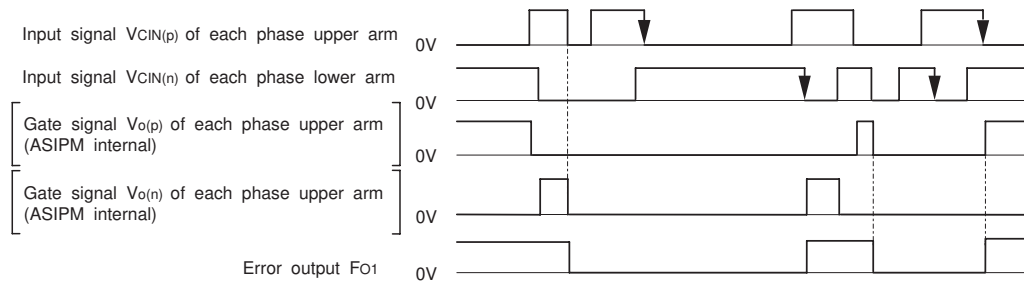 Input signal VCIN(p) of each phase upper arm 0V
Input signal VCIN(n) of each phase lower arm 0V
Gate signal Vo(p) of each phase upper arm
(ASIPM internal) 0V
Gate signal Vo(n) of each phase upper arm
(ASIPM internal) 0V
Error output FO1 0V